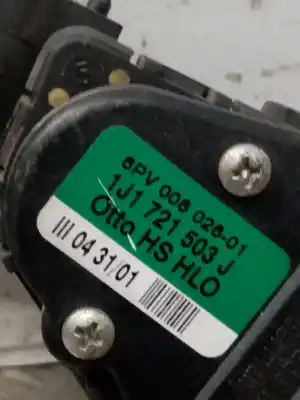 6PV 008 026-01
1J1 721 503 J
Otto HS HLO
III 04 31/01